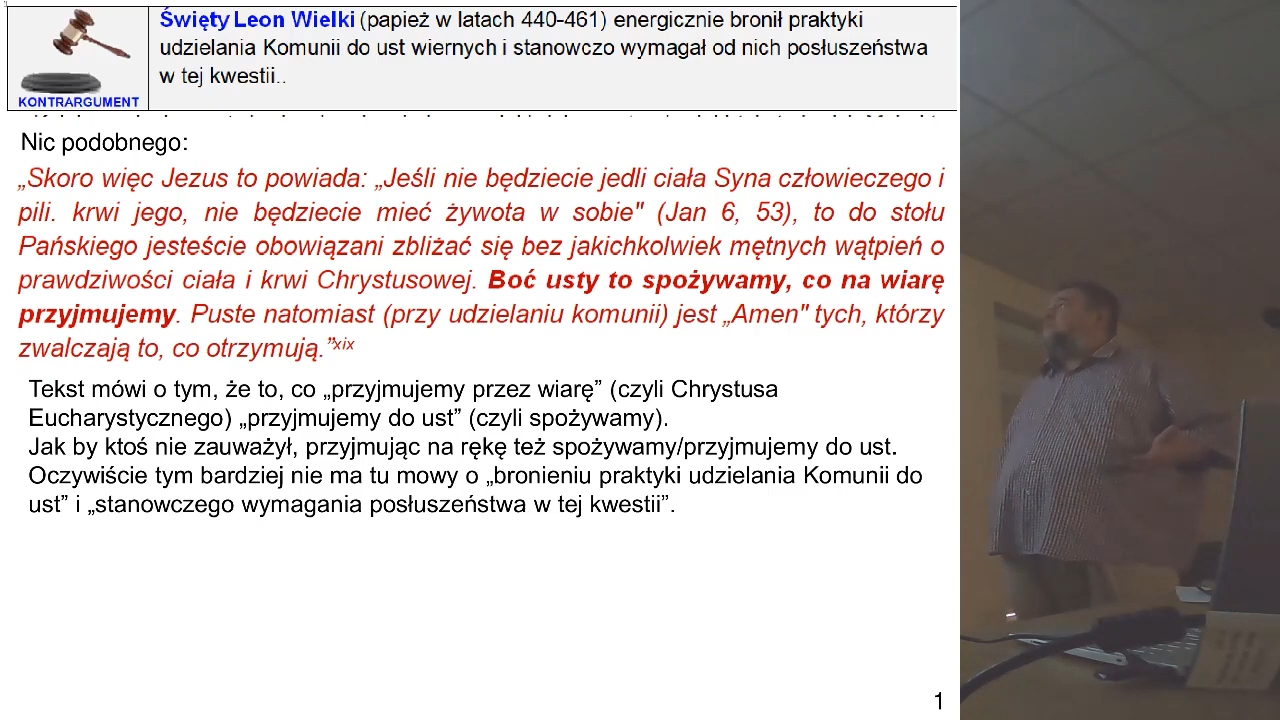 Święty Leon Wielki (papież w latach 440-461) energicznie bronił praktyki
udzielania Komunii do ust wiernych i stanowczo wymagał od nich posłuszeństwa
w tej kwestii..
KONTRARGUMENT
Nic podobnego:
„Skoro więc Jezus to powiada: „Jeśli nie będziecie jedli ciała Syna człowieczego i
pili. krwi jego, nie będziecie mieć żywota w sobie" (Jan 6, 53), to do stołu
Pańskiego jesteście obowiązani zbliżać się bez jakichkolwiek mętnych wątpień o
prawdziwości ciała i krwi Chrystusowej. Boć usty to spożywamy, co na wiarę
przyjmujemy. Puste natomiast (przy udzielaniu komunii) jest „Amen" tych, którzy
zwalczają to, co otrzymują.”xix
Tekst mówi o tym, że to, co „przyjmujemy przez wiarę” (czyli Chrystusa
Eucharystycznego) „przyjmujemy do ust” (czyli spożywamy).
Jak by ktoś nie zauważył, przyjmując na rękę też spożywamy/przyjmujemy do ust.
Oczywiście tym bardziej nie ma tu mowy o „bronieniu praktyki udzielania Komunii do
ust” i „stanowczego wymagania posłuszeństwa w tej kwestii”.
1